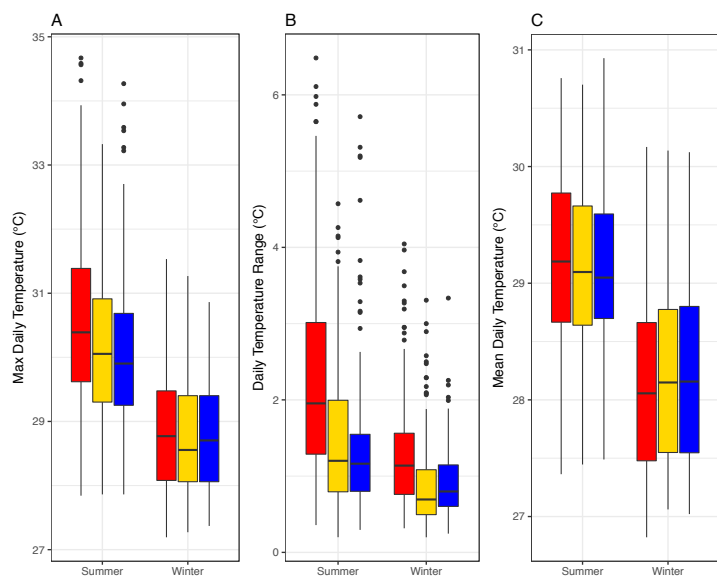 A
B
C
Max Daily Temperature (°C)
35
33
31
29
27
Summer
Winter
Daily Temperature Range (°C)
6
4
2
0
Summer
Winter
Mean Daily Temperature (°C)
31
30
29
28
27
Summer
Winter